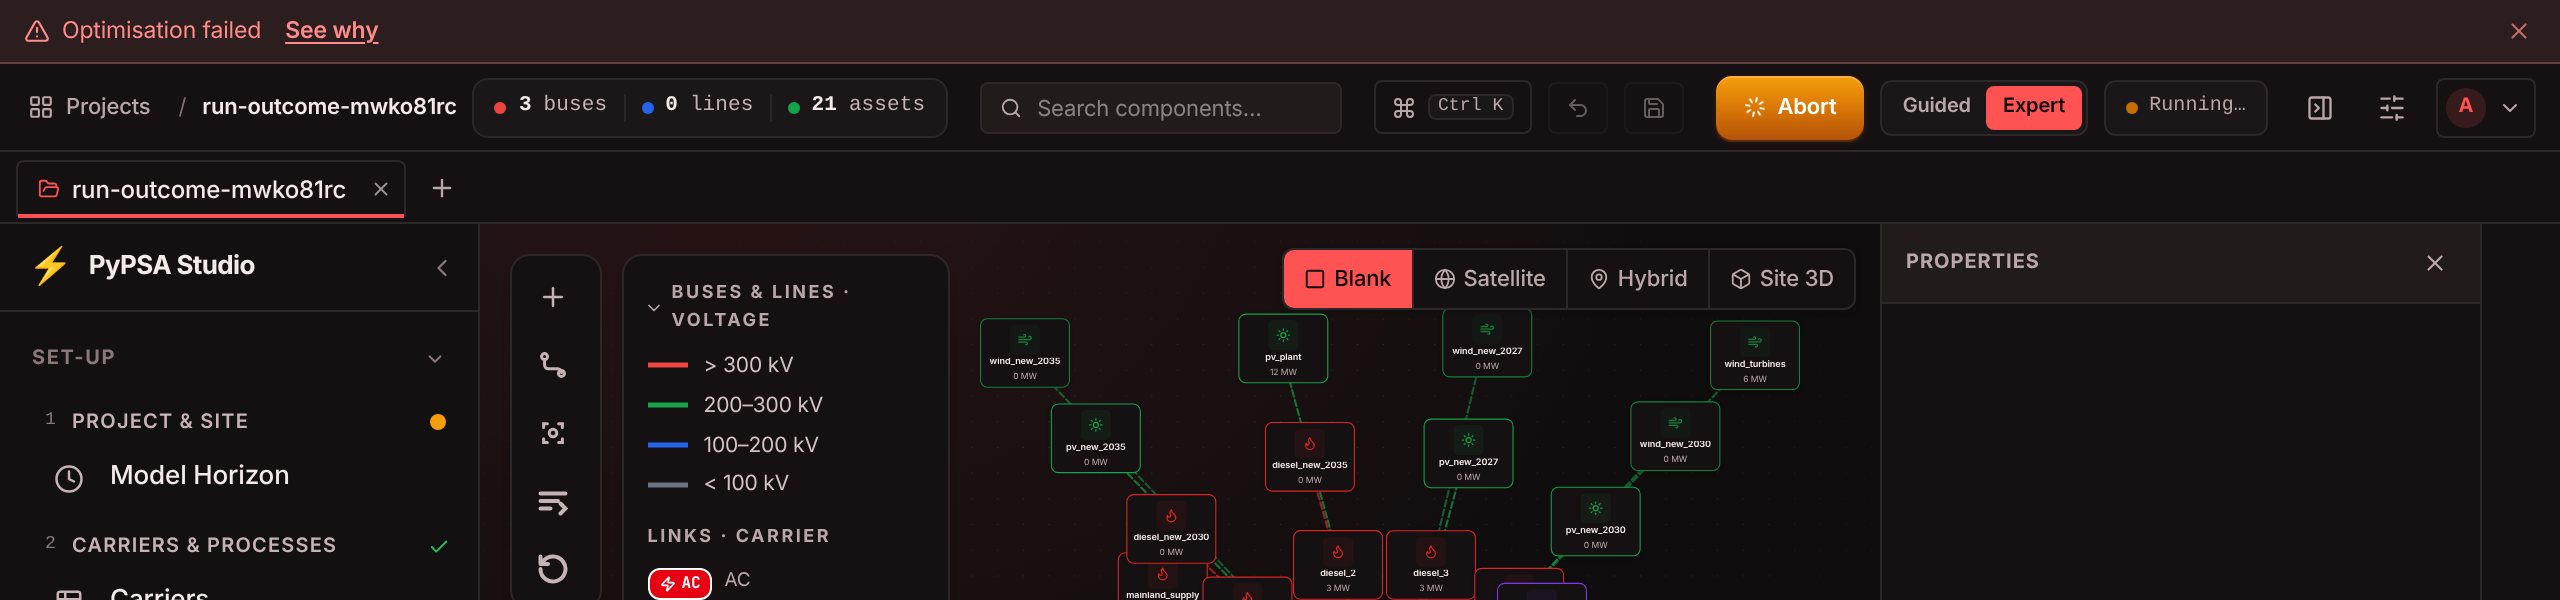 Optimisation failed See why
Projects / run-outcome-mwko81rc 3 buses 0 lines 21 assets Search components... Ctrl K Abort Guided Expert Running… A
run-outcome-mwko81rc
PyPSA Studio
SET-UP
1 PROJECT & SITE
Model Horizon
2 CARRIERS & PROCESSES
Carriers
BUSES & LINES ·
VOLTAGE
> 300 kV
200–300 kV
100–200 kV
< 100 kV
LINKS · CARRIER
AC AC
Blank Satellite Hybrid Site 3D
wind_new_2035
0 MW
pv_plant
12 MW
wind_new_2027
0 MW
wind_turbines
6 MW
pv_new_2035
0 MW
diesel_new_2035
0 MW
pv_new_2027
0 MW
wind_new_2030
0 MW
diesel_new_2030
0 MW
pv_new_2030
0 MW
diesel_2
3 MW
diesel_3
3 MW
mainland_supply
PROPERTIES